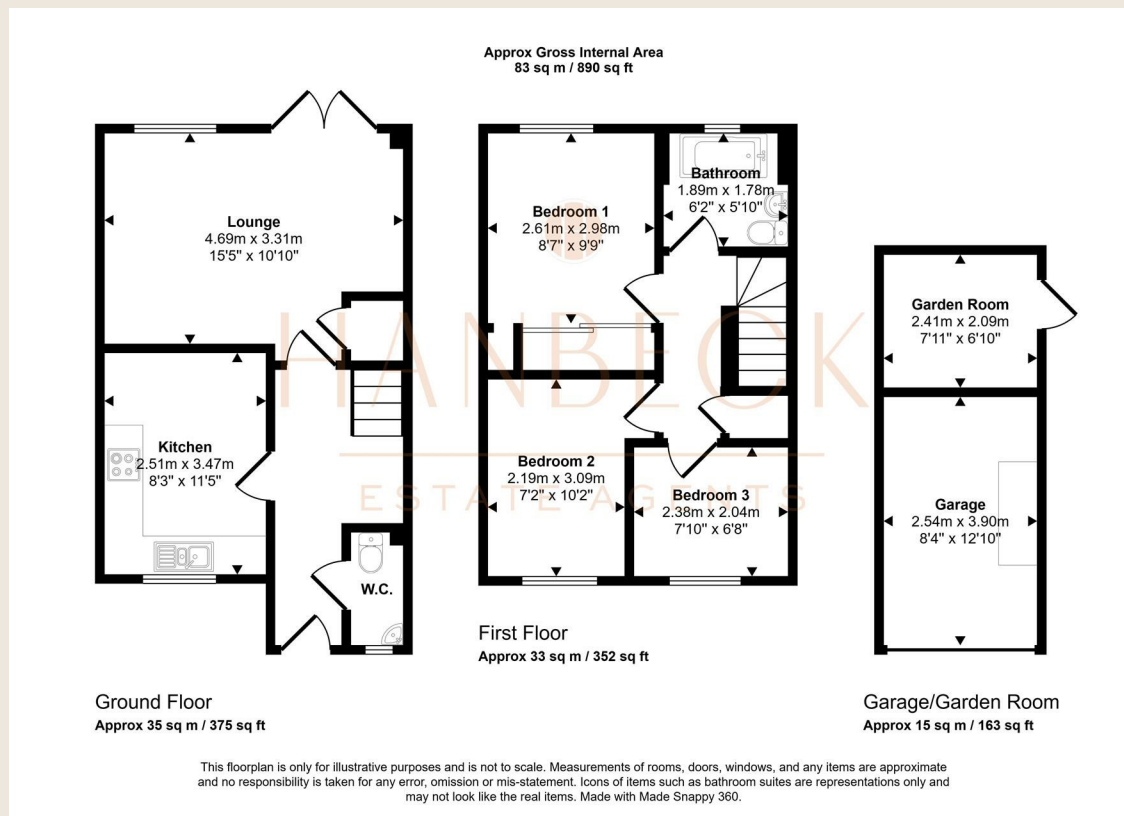 Approx Gross Internal Area
83 sq m / 890 sq ft
Lounge
4.69m x 3.31m
15'5" x 10'10"
Kitchen
2.51m x 3.47m
8'3" x 11'5"
W.C.
Ground Floor
Approx 35 sq m / 375 sq ft
Bedroom 1
2.61m x 2.98m
8'7" x 9'9"
Bathroom
1.89m x 1.78m
6'2" x 5'10"
Bedroom 2
2.19m x 3.09m
7'2" x 10'2"
Bedroom 3
2.38m x 2.04m
7'10" x 6'8"
First Floor
Approx 33 sq m / 352 sq ft
Garden Room
2.41m x 2.09m
7'11" x 6'10"
Garage
2.54m x 3.90m
8'4" x 12'10"
Garage/Garden Room
Approx 15 sq m / 163 sq ft
HANBECK
ESTATE AGENTS
This floorplan is only for illustrative purposes and is not to scale. Measurements of rooms, doors, windows, and any items are approximate
and no responsibility is taken for any error, omission or mis-statement. Icons of items such as bathroom suites are representations only and
may not look like the real items. Made with Made Snappy 360.